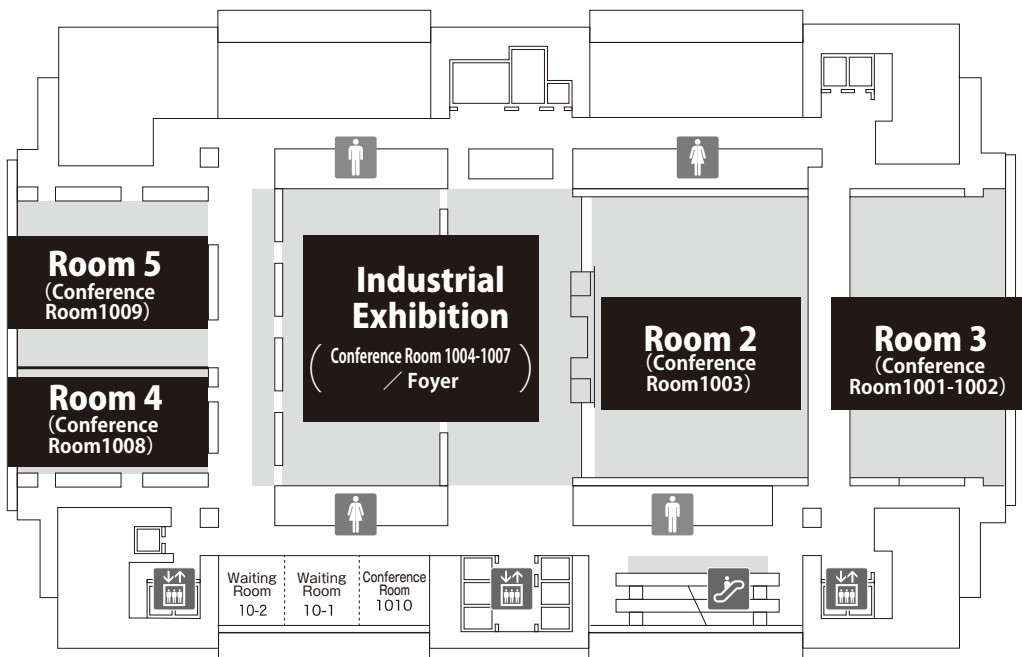 Room 5
(Conference
Room1009)
Room 4
(Conference
Room1008)
Industrial
Exhibition
(Conference Room 1004-1007
／Foyer)
Room 2
(Conference
Room1003)
Room 3
(Conference
Room1001-1002)
Waiting
Room
10-2
Waiting
Room
10-1
Conference
Room
1010